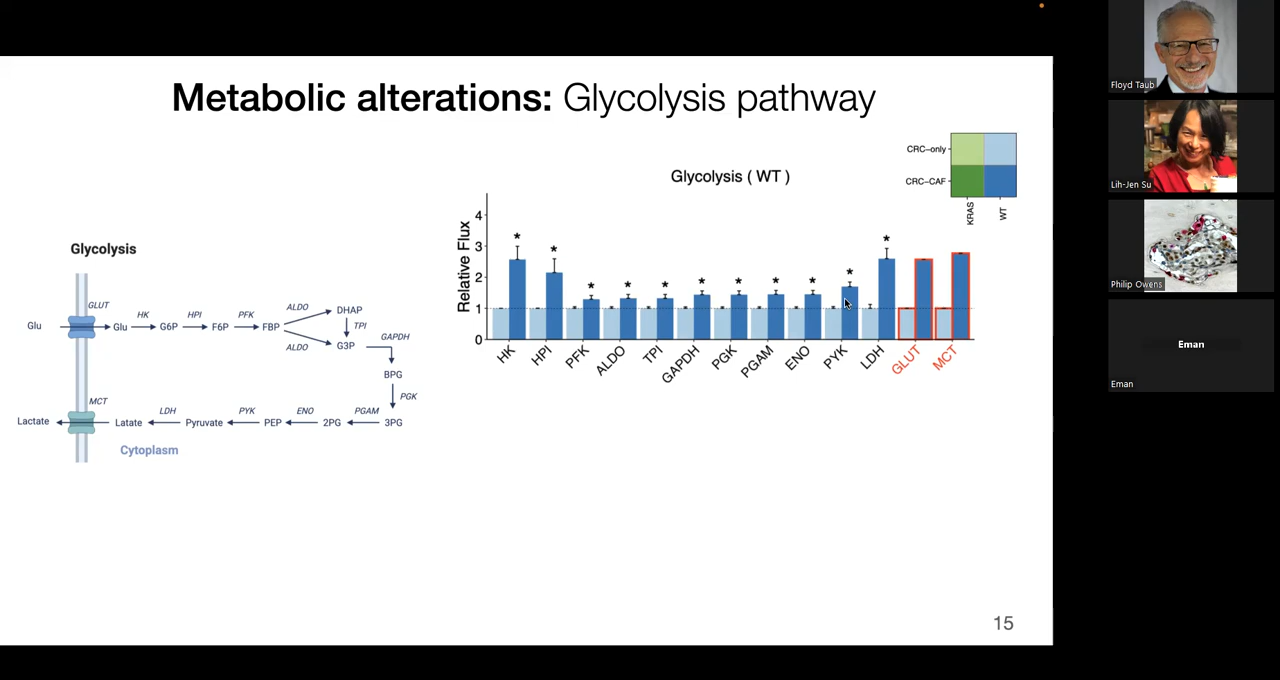 Metabolic alterations: Glycolysis pathway
CRC-only
CRC-CAF
KRAS
WT
Glycolysis ( WT )
Relative Flux
4
3
2
1
0
* * * * * * * * * * *
HK HPI PFK ALDO TPI GAPDH PGK PGAM ENO PYK LDH GLUT MCT
Glycolysis
GLUT
Glu Glu HK G6P HPI F6P PFK FBP
ALDO DHAP
TPI
ALDO G3P GAPDH
BPG
PGK
MCT
Lactate Latate LDH Pyruvate PYK PEP ENO 2PG PGAM 3PG
Cytoplasm
15
Floyd Taub
Lih-Jen Su
Philip Owens
Eman
Eman